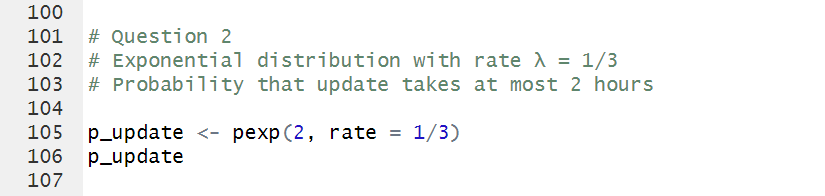 100
101 # Question 2
102 # Exponential distribution with rate λ = 1/3
103 # Probability that update takes at most 2 hours
104
105 p_update <- pexp(2, rate = 1/3)
106 p_update
107